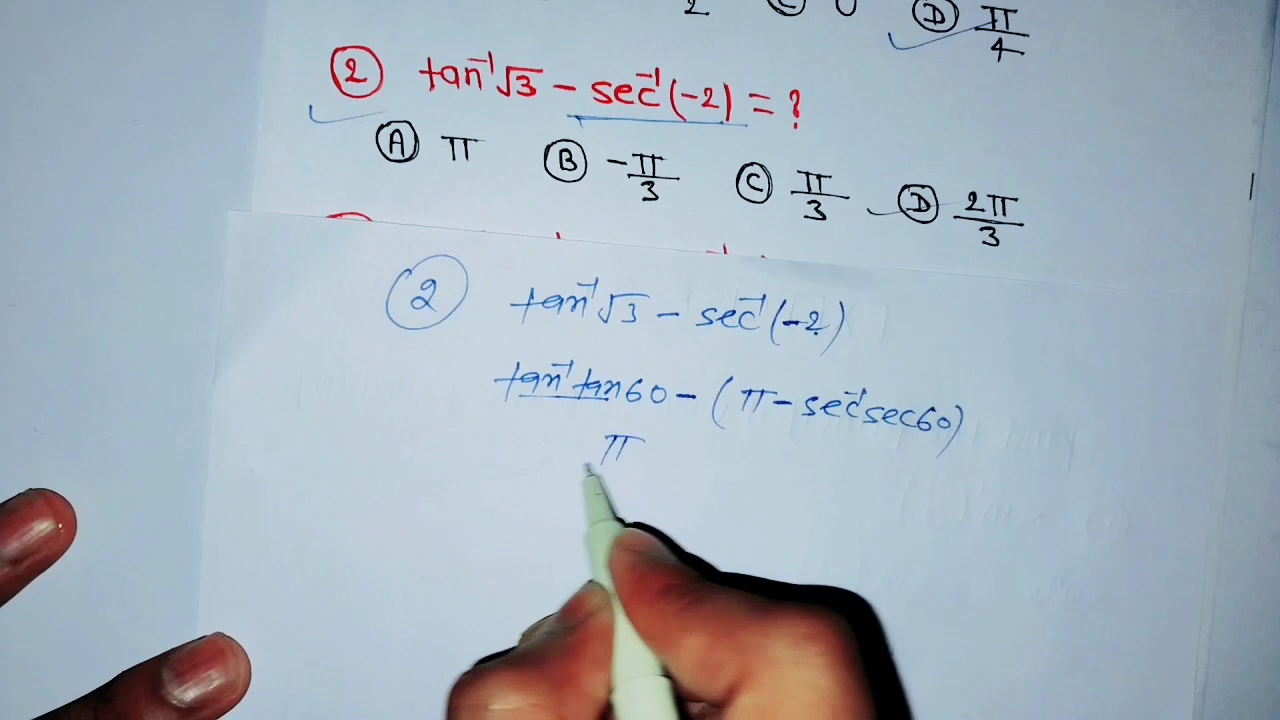 2 Ⓒ 0 Ⓓ π/4
② tan⁻¹√3 - sec⁻¹(-2) = ?
Ⓐ π Ⓑ -π/3 Ⓒ π/3 Ⓓ 2π/3
② tan⁻¹√3 - sec⁻¹(-2)
tan⁻¹tan60 - (π - sec⁻¹sec60)
π